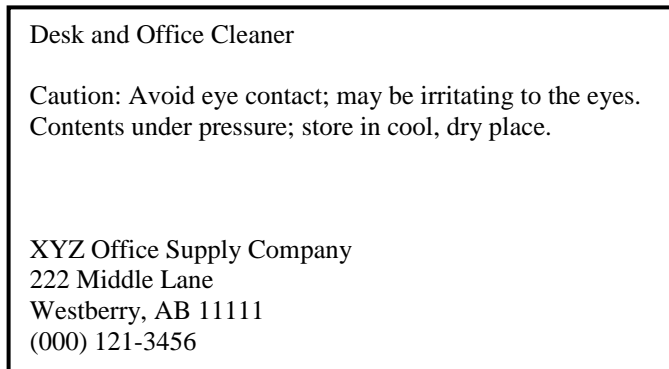 Desk and Office Cleaner
Caution: Avoid eye contact; may be irritating to the eyes.
Contents under pressure; store in cool, dry place.
XYZ Office Supply Company
222 Middle Lane
Westberry, AB 11111
(000) 121-3456